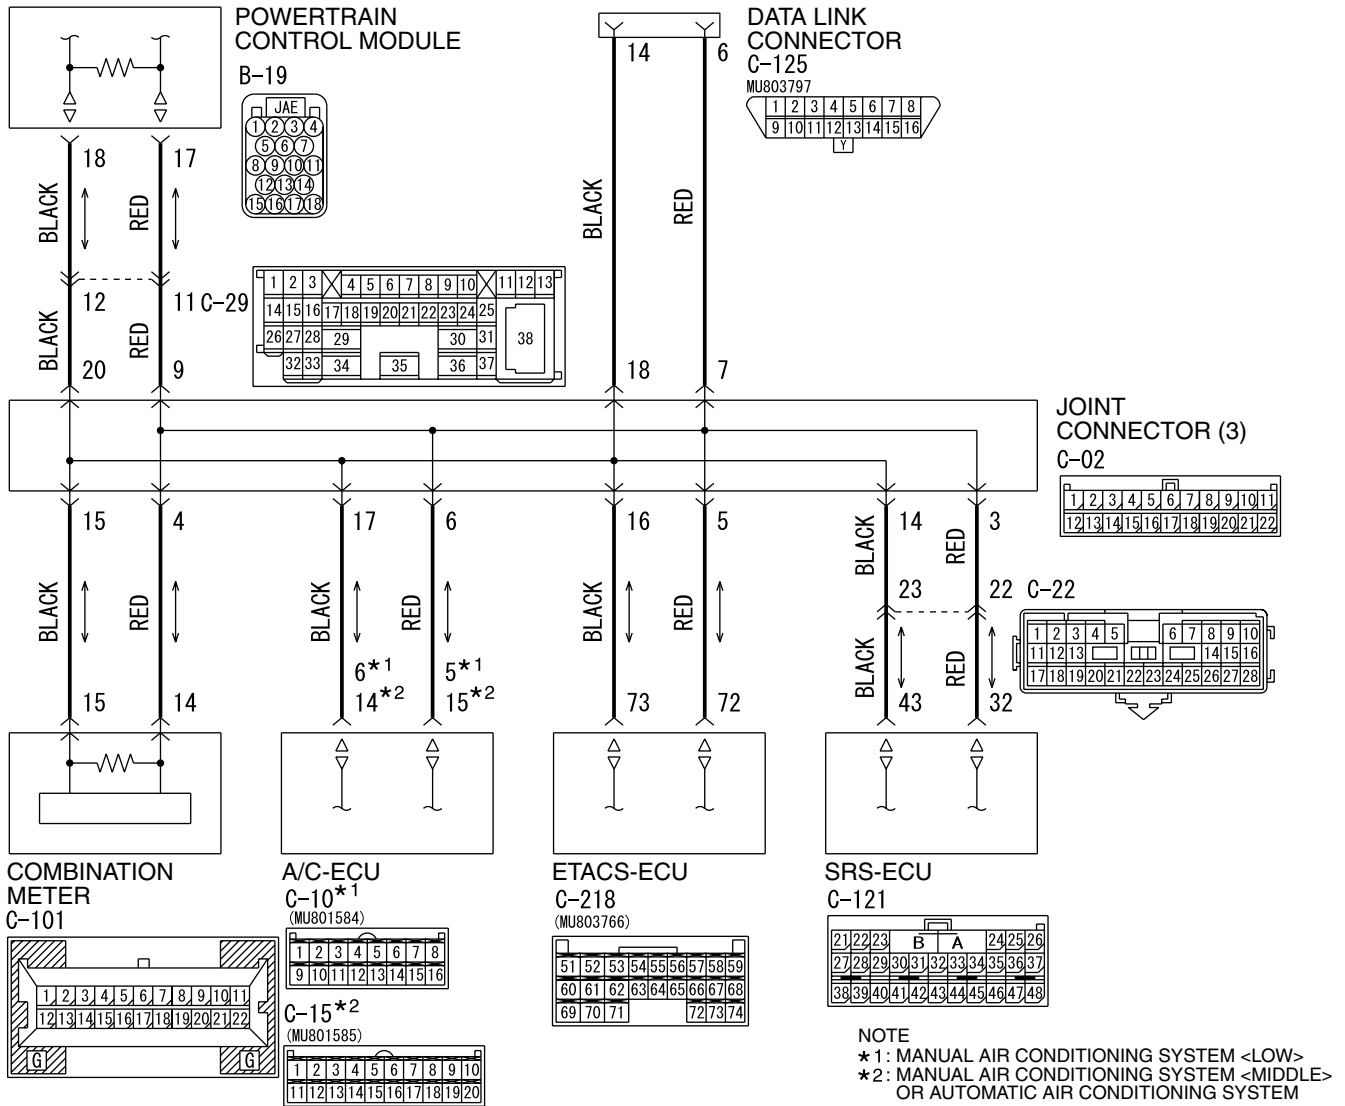 POWERTRAIN
CONTROL MODULE
B-19
JAE
1 2 3 4
5 6 7
8 9 10 11
12 13 14
15 16 17 18
DATA LINK
CONNECTOR
C-125
MU803797
1 2 3 4 5 6 7 8
9 10 11 12 13 14 15 16
Y
14 6
18 17
BLACK RED
BLACK RED
12 11 C-29
1 2 3 4 5 6 7 8 9 10 11 12 13
14 15 16 17 18 19 20 21 22 23 24 25
26 27 28 29 30 31 38
32 33 34 35 36 37
BLACK RED
20 9
18 7
JOINT
CONNECTOR (3)
C-02
1 2 3 4 5 6 7 8 9 10 11
12 13 14 15 16 17 18 19 20 21 22
15 4 17 6 16 5 14 3
BLACK RED
23 22 C-22
1 2 3 4 5 6 7 8 9 10
11 12 13 14 15 16
17 18 19 20 21 22 23 24 25 26 27 28
BLACK RED BLACK RED BLACK RED BLACK RED
6*1 5*1
14*2 15*2
15 14 73 72 43 32
COMBINATION
METER
C-101
1 2 3 4 5 6 7 8 9 10 11
12 13 14 15 16 17 18 19 20 21 22
G G
A/C-ECU
C-10*1
(MU801584)
1 2 3 4 5 6 7 8
9 10 11 12 13 14 15 16
C-15*2
(MU801585)
1 2 3 4 5 6 7 8 9 10
11 12 13 14 15 16 17 18 19 20
ETACS-ECU
C-218
(MU803766)
51 52 53 54 55 56 57 58 59
60 61 62 63 64 65 66 67 68
69 70 71 72 73 74
SRS-ECU
C-121
21 22 23 B A 24 25 26
27 28 29 30 31 32 33 34 35 36 37
38 39 40 41 42 43 44 45 46 47 48
NOTE
*1: MANUAL AIR CONDITIONING SYSTEM <LOW>
*2: MANUAL AIR CONDITIONING SYSTEM <MIDDLE>
OR AUTOMATIC AIR CONDITIONING SYSTEM